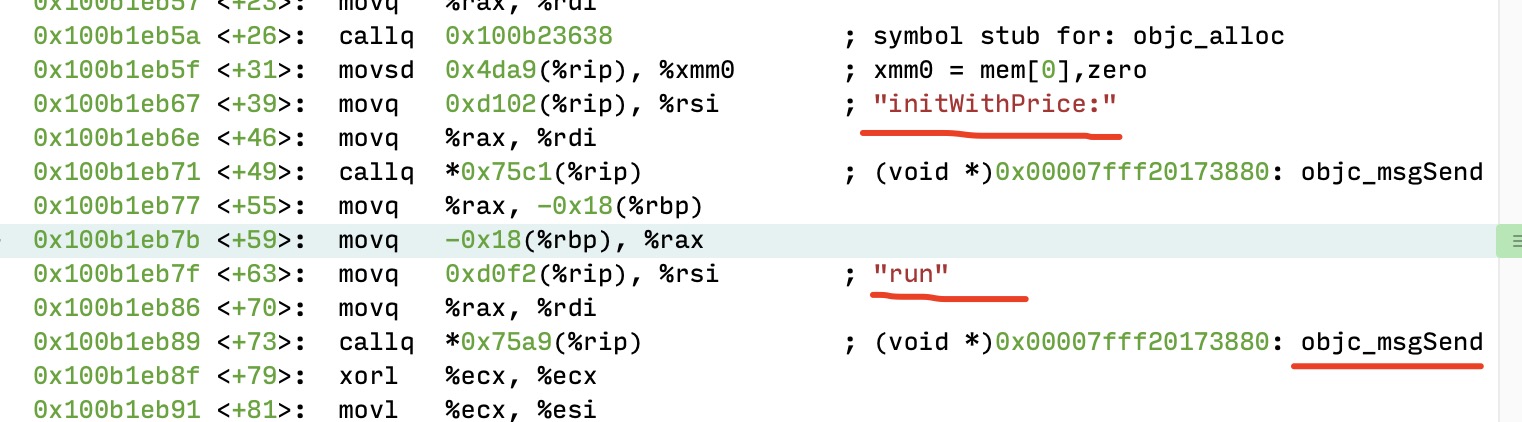 0x100b1eb57 <+23>: movq %rax, %rdi
0x100b1eb5a <+26>: callq 0x100b23638 ; symbol stub for: objc_alloc
0x100b1eb5f <+31>: movsd 0x4da9(%rip), %xmm0 ; xmm0 = mem[0],zero
0x100b1eb67 <+39>: movq 0xd102(%rip), %rsi ; "initWithPrice:"
0x100b1eb6e <+46>: movq %rax, %rdi
0x100b1eb71 <+49>: callq *0x75c1(%rip) ; (void *)0x00007fff20173880: objc_msgSend
0x100b1eb77 <+55>: movq %rax, -0x18(%rbp)
0x100b1eb7b <+59>: movq -0x18(%rbp), %rax
0x100b1eb7f <+63>: movq 0xd0f2(%rip), %rsi ; "run"
0x100b1eb86 <+70>: movq %rax, %rdi
0x100b1eb89 <+73>: callq *0x75a9(%rip) ; (void *)0x00007fff20173880: objc_msgSend
0x100b1eb8f <+79>: xorl %ecx, %ecx
0x100b1eb91 <+81>: movl %ecx, %esi